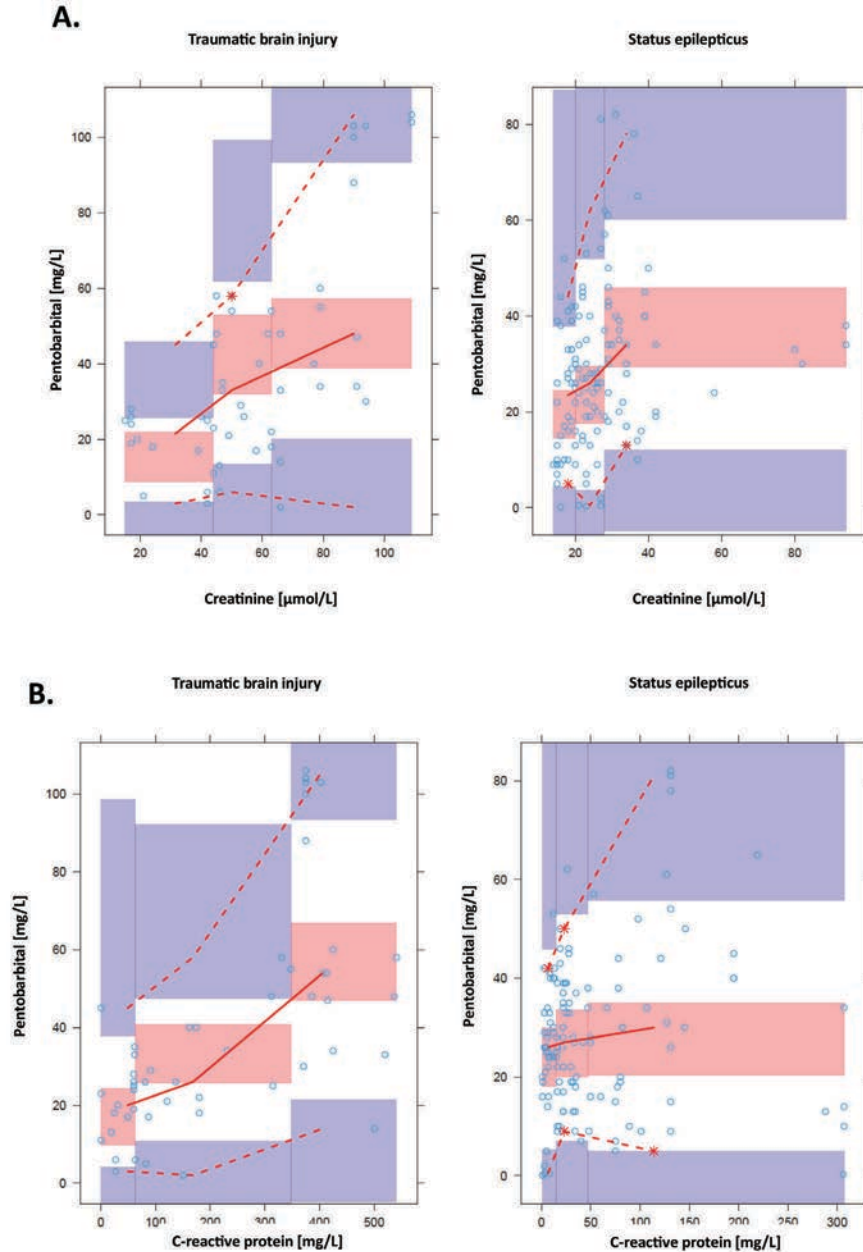 A.
Traumatic brain injury
Status epilepticus
Pentobarbital [mg/L]
100
80
60
40
20
0
20 40 60 80 100
Creatinine [µmol/L]
Pentobarbital [mg/L]
80
60
40
20
0
20 40 60 80
Creatinine [µmol/L]
B.
Traumatic brain injury
Status epilepticus
Pentobarbital [mg/L]
100
80
60
40
20
0
0 100 200 300 400 500
C-reactive protein [mg/L]
Pentobarbital [mg/L]
80
60
40
20
0
0 50 100 150 200 250 300
C-reactive protein [mg/L]